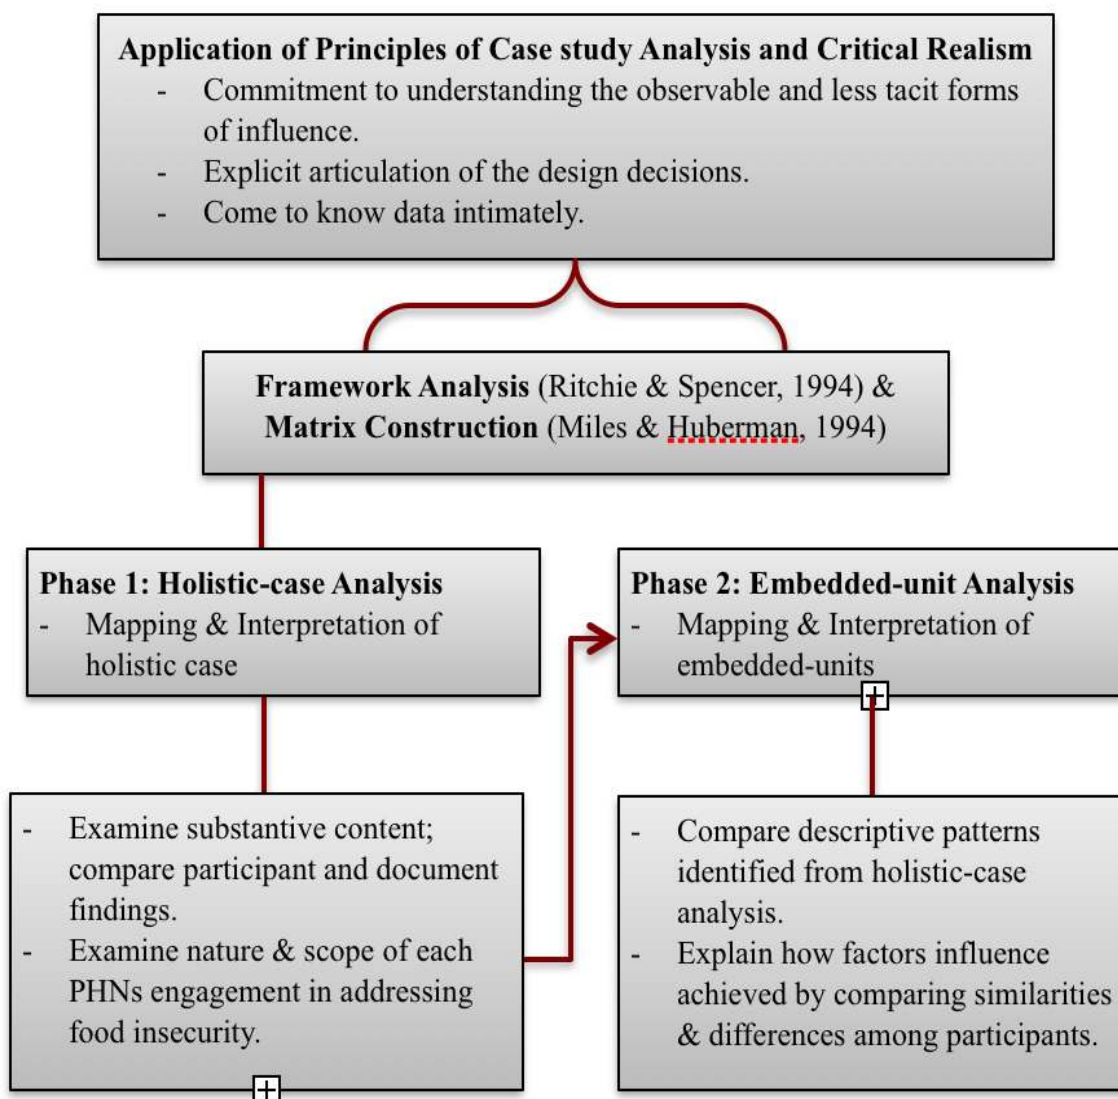 Application of Principles of Case study Analysis and Critical Realism
- Commitment to understanding the observable and less tacit forms
of influence.
- Explicit articulation of the design decisions.
- Come to know data intimately.
Framework Analysis (Ritchie & Spencer, 1994) &
Matrix Construction (Miles & Huberman, 1994)
Phase 1: Holistic-case Analysis
- Mapping & Interpretation of
holistic case
- Examine substantive content;
compare participant and document
findings.
- Examine nature & scope of each
PHNs engagement in addressing
food insecurity.
Phase 2: Embedded-unit Analysis
- Mapping & Interpretation of
embedded-units
- Compare descriptive patterns
identified from holistic-case
analysis.
- Explain how factors influence
achieved by comparing similarities
& differences among participants.